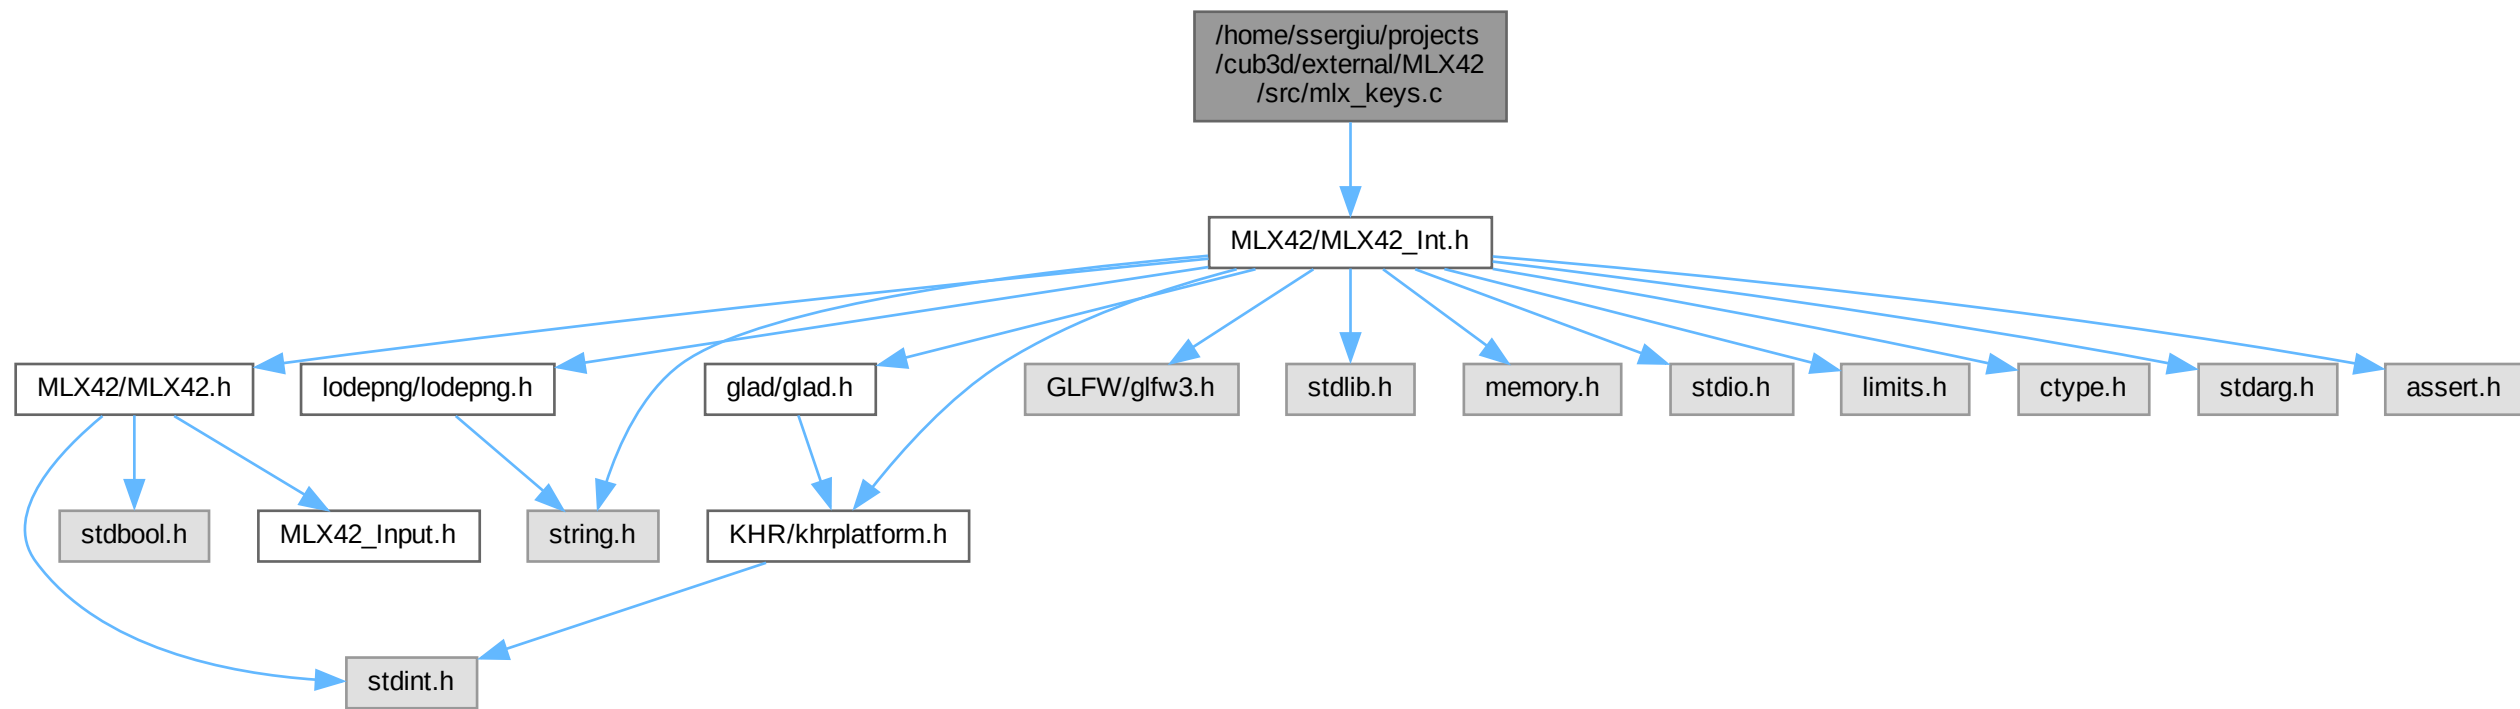 /home/ssergiu/projects
/cub3d/external/MLX42
/src/mlx_keys.c
MLX42/MLX42_Int.h
MLX42/MLX42.h
lodepng/lodepng.h
glad/glad.h
GLFW/glfw3.h
stdlib.h
memory.h
stdio.h
limits.h
ctype.h
stdarg.h
assert.h
stdbool.h
MLX42_Input.h
string.h
KHR/khrplatform.h
stdint.h